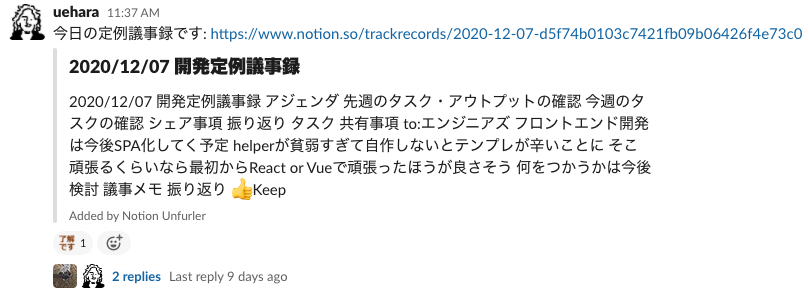 uehara 11:37 AM
今日の定例議事録です: https://www.notion.so/trackrecords/2020-12-07-d5f74b0103c7421fb09b06426f4e73c0
2020/12/07 開発定例議事録
2020/12/07 開発定例議事録 アジェンダ 先週のタスク・アウトプットの確認 今週のタ
スクの確認 シェア事項 振り返り タスク 共有事項 to:エンジニアズ フロントエンド開発
は今後SPA化してく予定 helperが貧弱すぎて自作しないとテンプレが辛いことに そこ
頑張るくらいなら最初からReact or Vueで頑張ったほうが良さそう 何をつかうかは今後
検討 議事メモ 振り返り 👍Keep
Added by Notion Unfurler
了解
です 1
2 replies Last reply 9 days ago